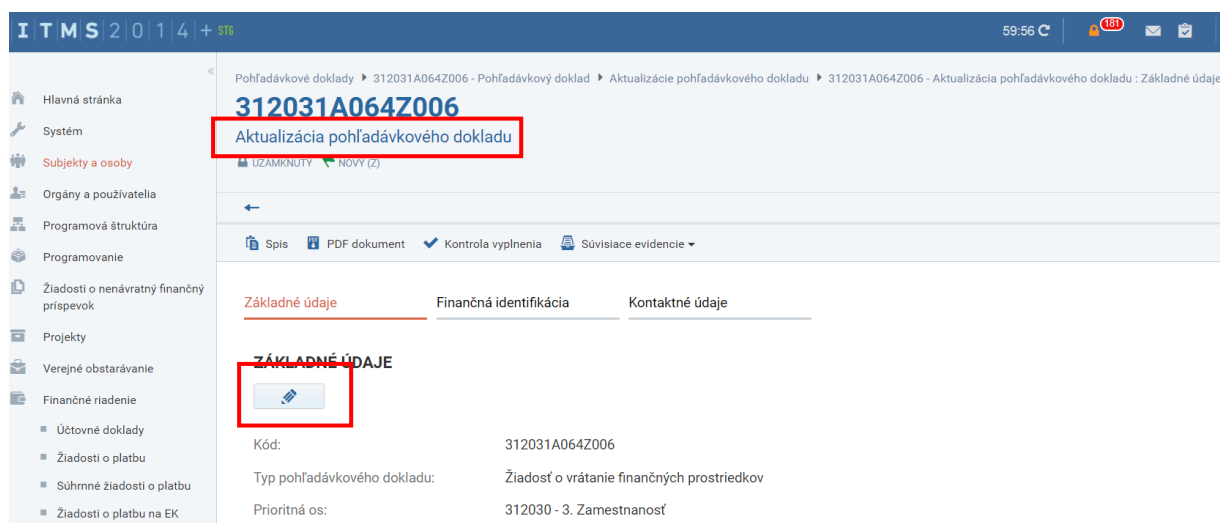 ITMS2014+ STG
59:56
181
Pohľadávkové doklady 312031A064Z006 - Pohľadávkový doklad Aktualizácie pohľadávkového dokladu 312031A064Z006 - Aktualizácia pohľadávkového dokladu : Základné údaje
312031A064Z006
Aktualizácia pohľadávkového dokladu
UZAMKNUTÝ NOVÝ (Z)
Hlavná stránka
Systém
Subjekty a osoby
Orgány a používatelia
Programová štruktúra
Programovanie
Žiadosti o nenávratný finančný
príspevok
Projekty
Verejné obstarávanie
Finančné riadenie
Účtovné doklady
Žiadosti o platbu
Súhrnné žiadosti o platbu
Žiadosti o platbu na EK
Spis PDF dokument Kontrola vyplnenia Súvisiace evidencie
Základné údaje Finančná identifikácia Kontaktné údaje
ZÁKLADNÉ ÚDAJE
Kód: 312031A064Z006
Typ pohľadávkového dokladu: Žiadosť o vrátanie finančných prostriedkov
Prioritná os: 312030 - 3. Zamestnanosť